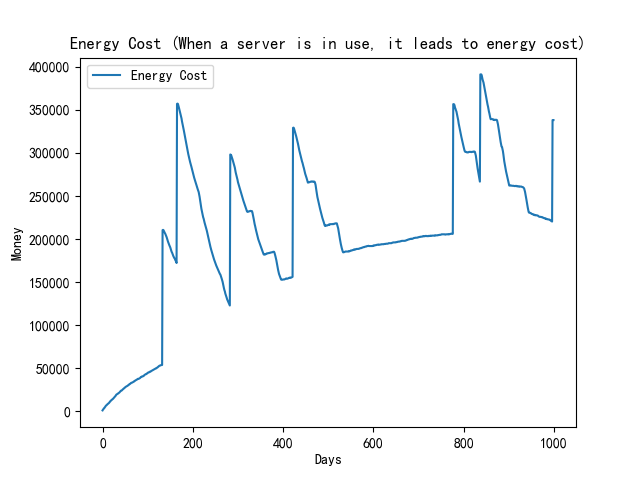 Energy Cost (When a server is in use, it leads to energy cost)
Energy Cost
400000
350000
300000
250000
200000
150000
100000
50000
0
Money
0 200 400 600 800 1000
Days